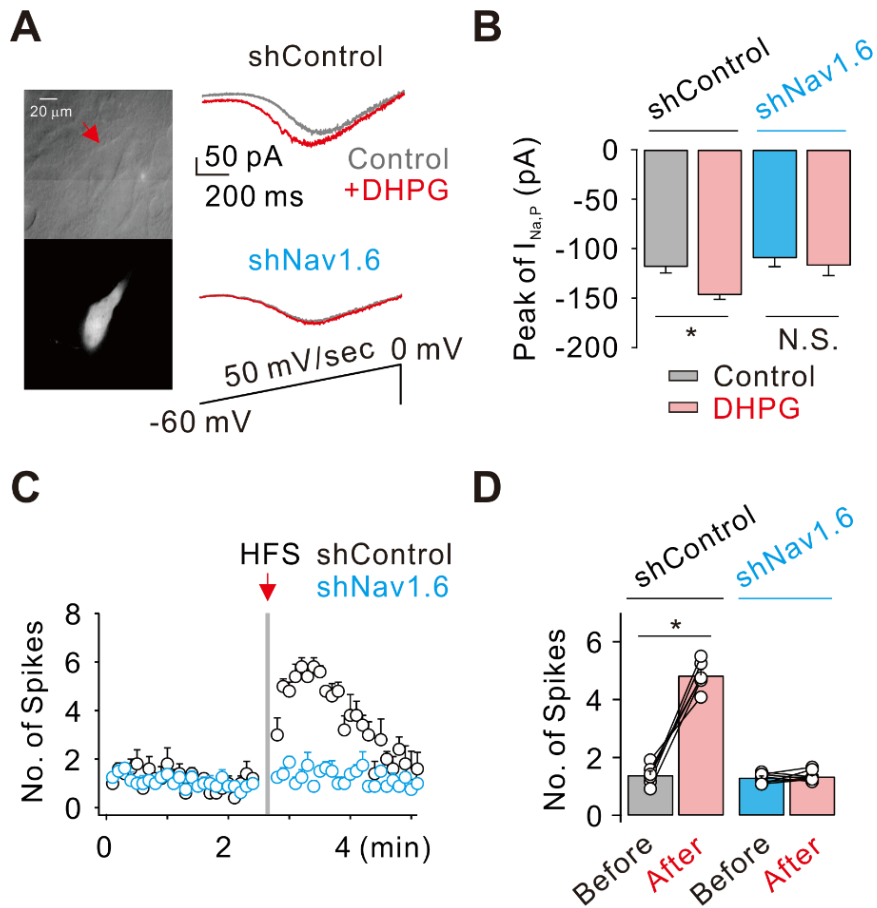 A
shControl
20 μm
50 pA
200 ms
Control
+DHPG
shNav1.6
50 mV/sec
0 mV
-60 mV
B
shControl
shNav1.6
Peak of I_Na,P (pA)
0
-50
-100
-150
-200
*
N.S.
Control
DHPG
C
HFS
shControl
shNav1.6
No. of Spikes
8
6
4
2
0
0
2
4 (min)
D
shControl
shNav1.6
No. of Spikes
6
4
2
0
*
Before
After
Before
After